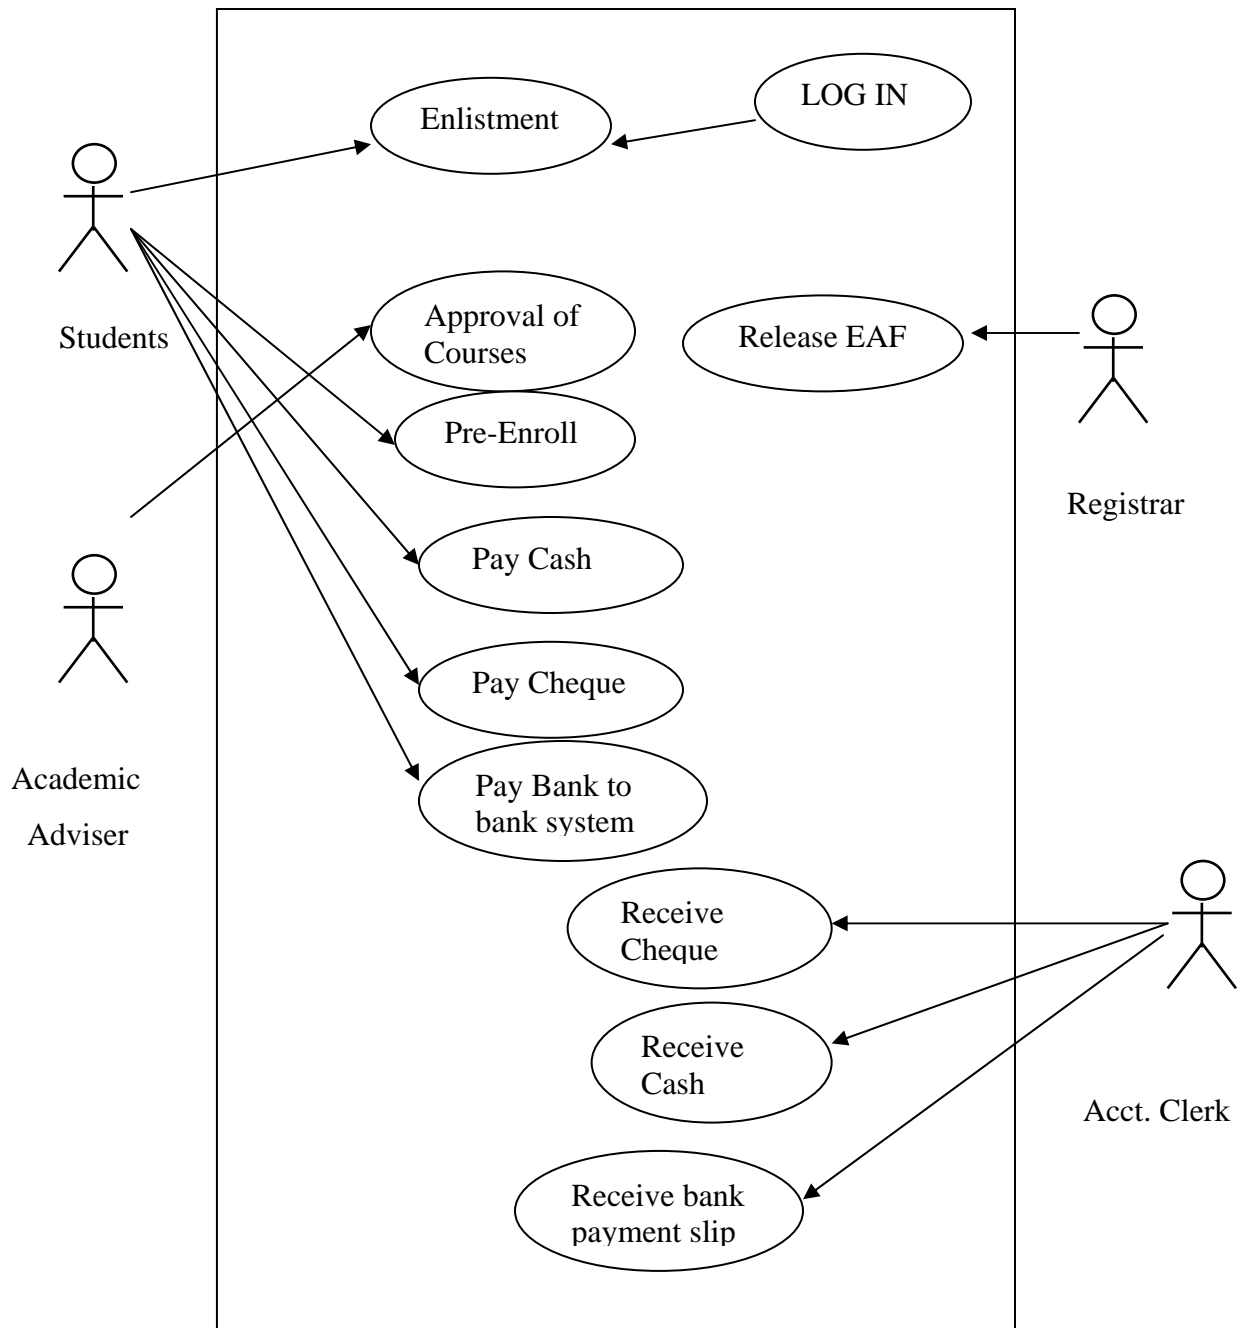 Enlistment
LOG IN
Students
Approval of
Courses
Release EAF
Pre-Enroll
Registrar
Pay Cash
Pay Cheque
Academic
Adviser
Pay Bank to
bank system
Receive
Cheque
Receive
Cash
Acct. Clerk
Receive bank
payment slip